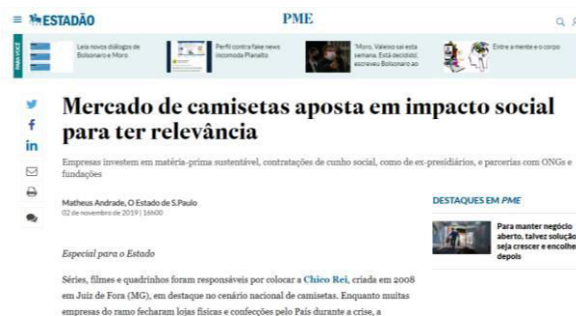 ESTADÃO
PME
PARA VOCÊ
Leia novos diálogos de
Bolsonaro e Moro
Perfil contra fake news
incomoda Planalto
'Moro, Valeixo sai esta
semana. Está decidido',
escreveu Bolsonaro ao
Entre a mente e o corpo
Mercado de camisetas aposta em impacto social
para ter relevância
Empresas investem em matéria-prima sustentável, contratações de cunho social, como de ex-presidiários, e parcerias com ONGs e
fundações
Matheus Andrade, O Estado de S.Paulo
02 de novembro de 2019 | 16h00
DESTAQUES EM PME
Para manter negócio
aberto, talvez solução
seja crescer e encolhe
depois
Especial para o Estado
Séries, filmes e quadrinhos foram responsáveis por colocar a Chico Rei, criada em 2008
em Juiz de Fora (MG), em destaque no cenário nacional de camisetas. Enquanto muitas
empresas do ramo fecharam lojas físicas e confecções pelo País durante a crise, a